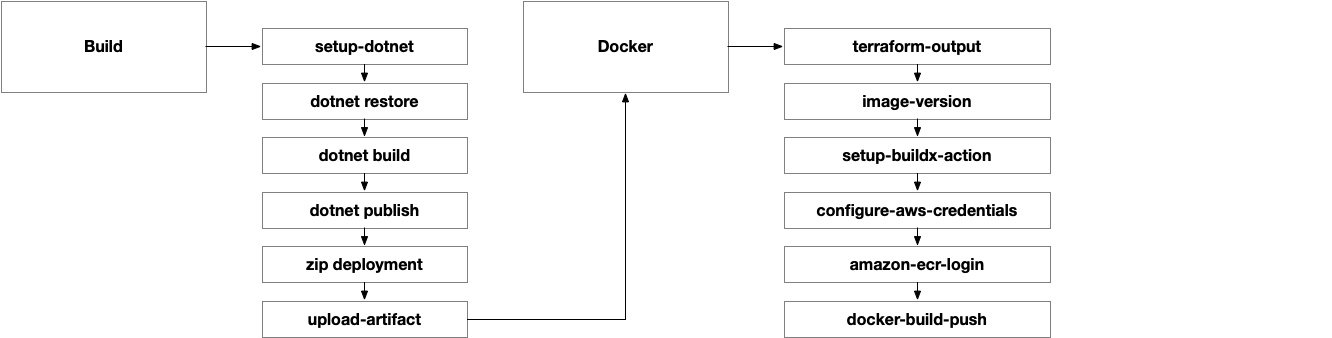 Build
setup-dotnet
dotnet restore
dotnet build
dotnet publish
zip deployment
upload-artifact
Docker
terraform-output
image-version
setup-buildx-action
configure-aws-credentials
amazon-ecr-login
docker-build-push